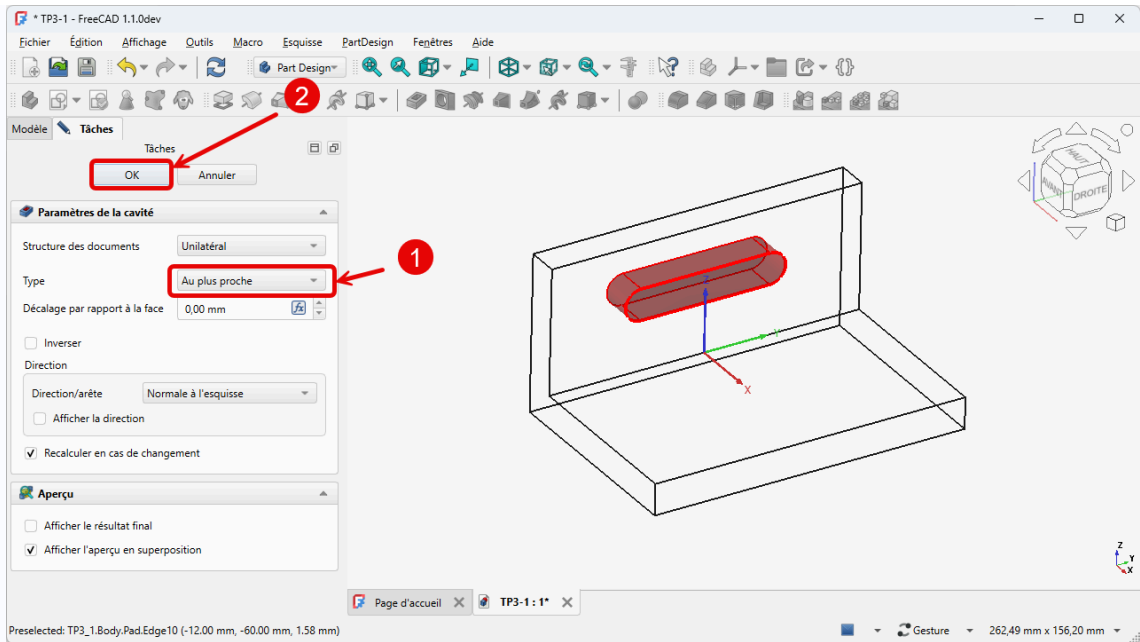 * TP3-1 - FreeCAD 1.1.0dev
Fichier Édition Affichage Outils Macro Esquisse PartDesign Fenêtres Aide
Part Design
2
Modèle Tâches
Tâches
OK Annuler
Paramètres de la cavité
Structure des documents Unilatéral
1
Type Au plus proche
Décalage par rapport à la face 0,00 mm fx
Inverser
Direction
Direction/arête Normale à l'esquisse
Afficher la direction
Recalculer en cas de changement
Aperçu
Afficher le résultat final
Afficher l'aperçu en superposition
HAUT
AVANT DROITE
Z
Y
X
Z
Y
X
Page d'accueil TP3-1 : 1*
Preselected: TP3_1.Body.Pad.Edge10 (-12.00 mm, -60.00 mm, 1.58 mm) Gesture 262,49 mm x 156,20 mm